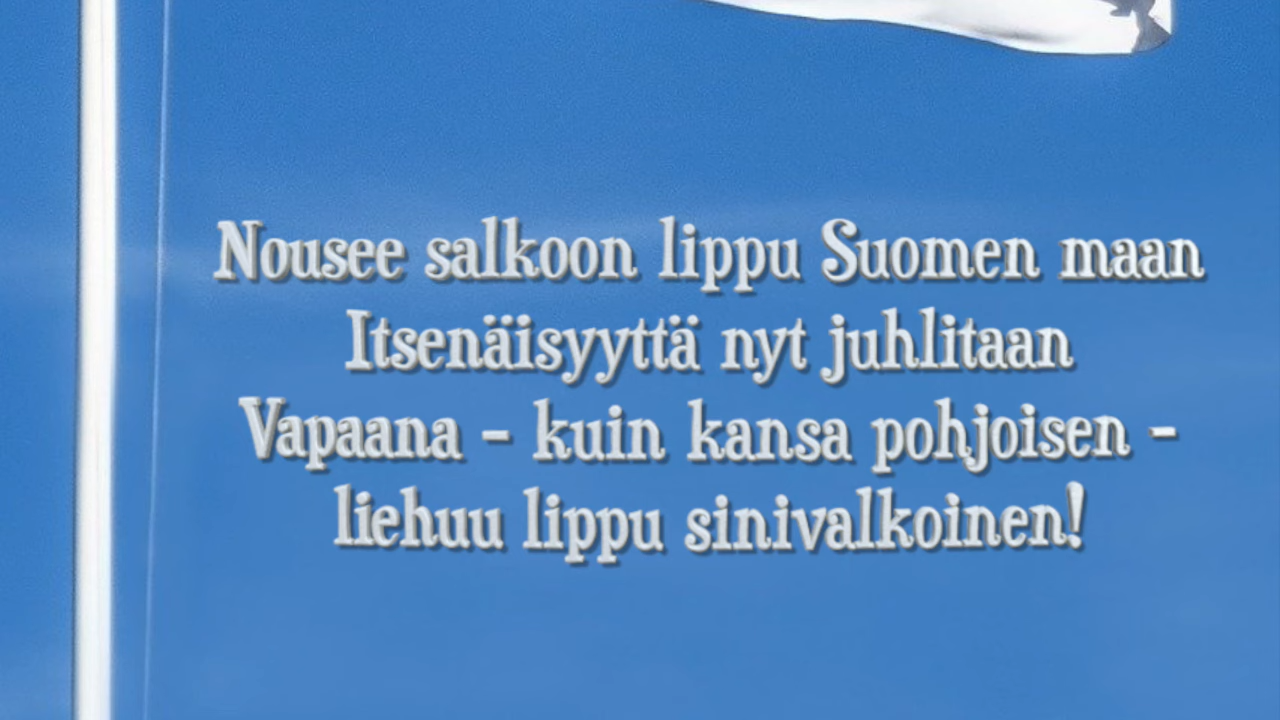 Nousee salkoon lippu Suomen maan
Itsenäisyyttä nyt juhlitaan
Vapaana - kuin kansa pohjoisen -
liehuu lippu sinivalkoinen!